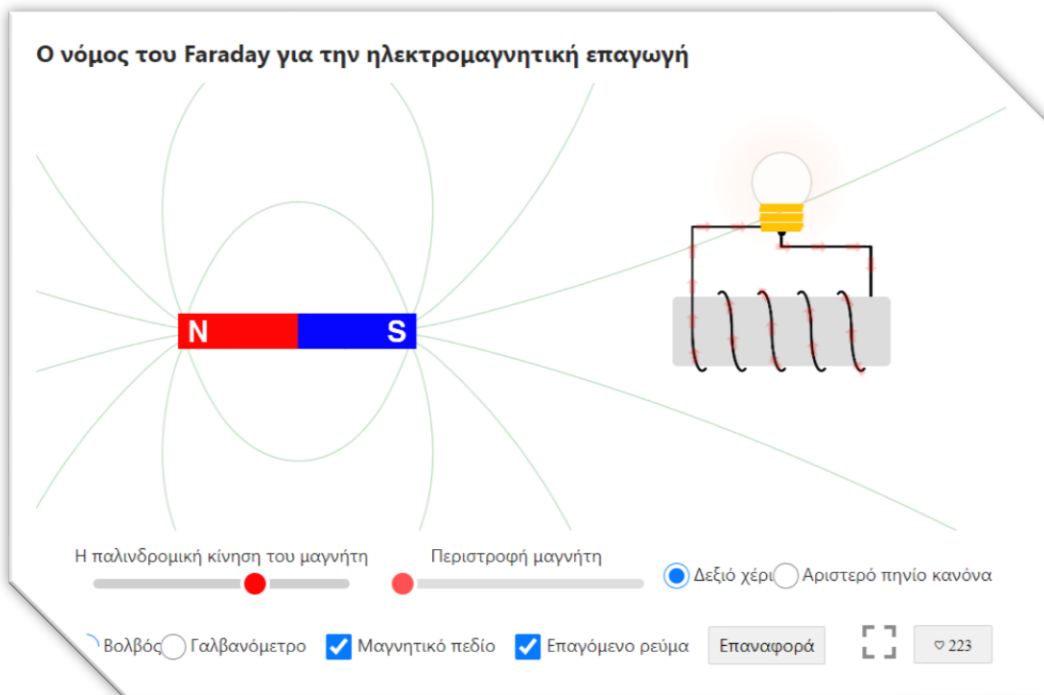 Ο νόμος του Faraday για την ηλεκτρομαγνητική επαγωγή
N S
Η παλινδρομική κίνηση του μαγνήτη Περιστροφή μαγνήτη
Δεξιό χέρι Αριστερό πηνίο κανόνα
Βολβός Γαλβανόμετρο Μαγνητικό πεδίο Επαγόμενο ρεύμα Επαναφορά ♡ 223